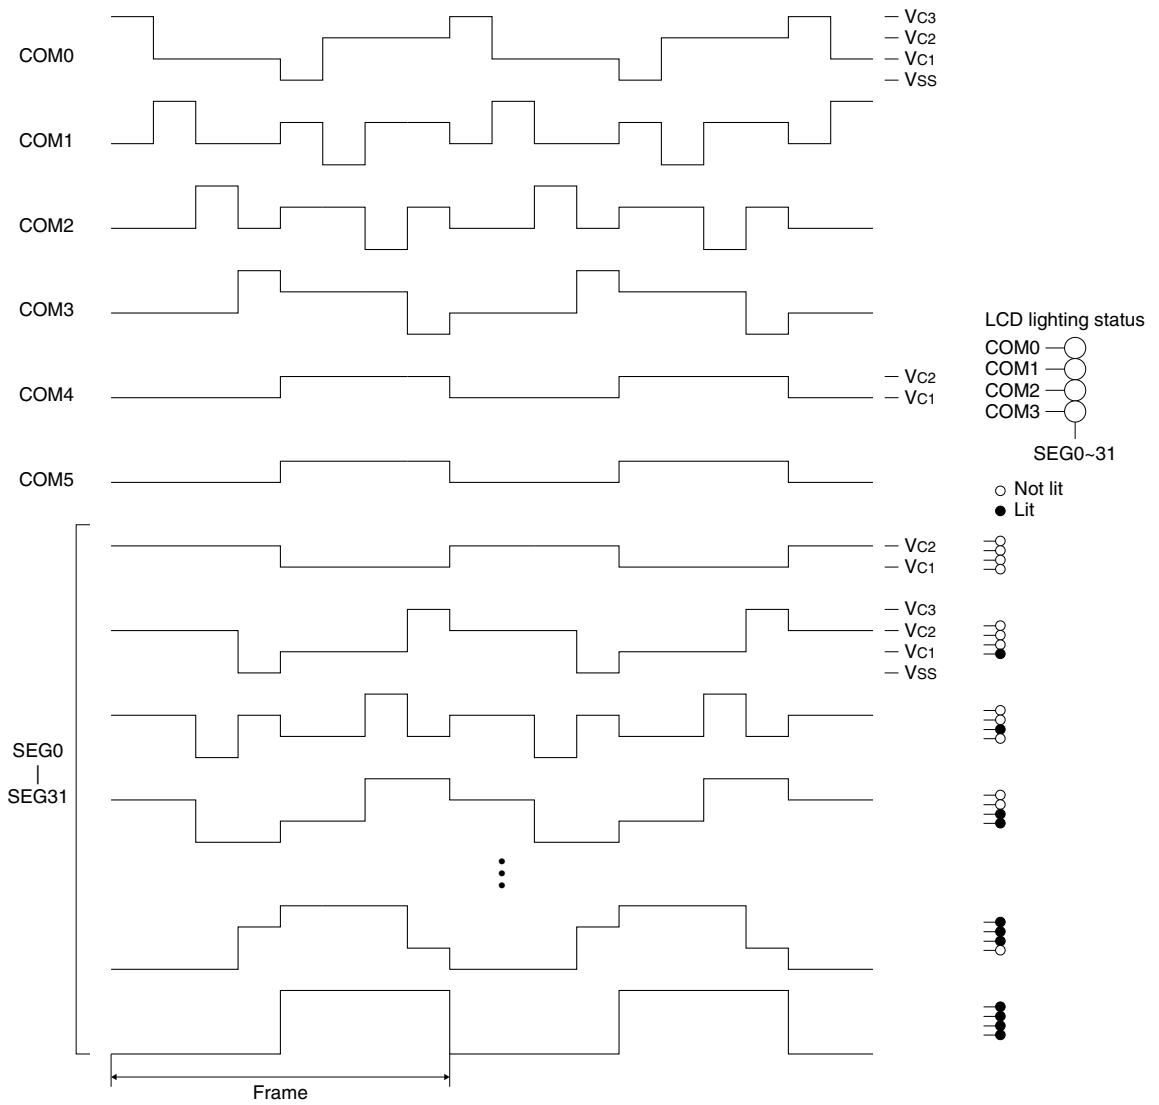 COM0
VC3
VC2
VC1
VSS
COM1
COM2
COM3
LCD lighting status
COM0
COM1
COM2
COM3
SEG0~31
COM4
VC2
VC1
COM5
Not lit
Lit
VC2
VC1
VC3
VC2
VC1
VSS
SEG0
SEG31
Frame